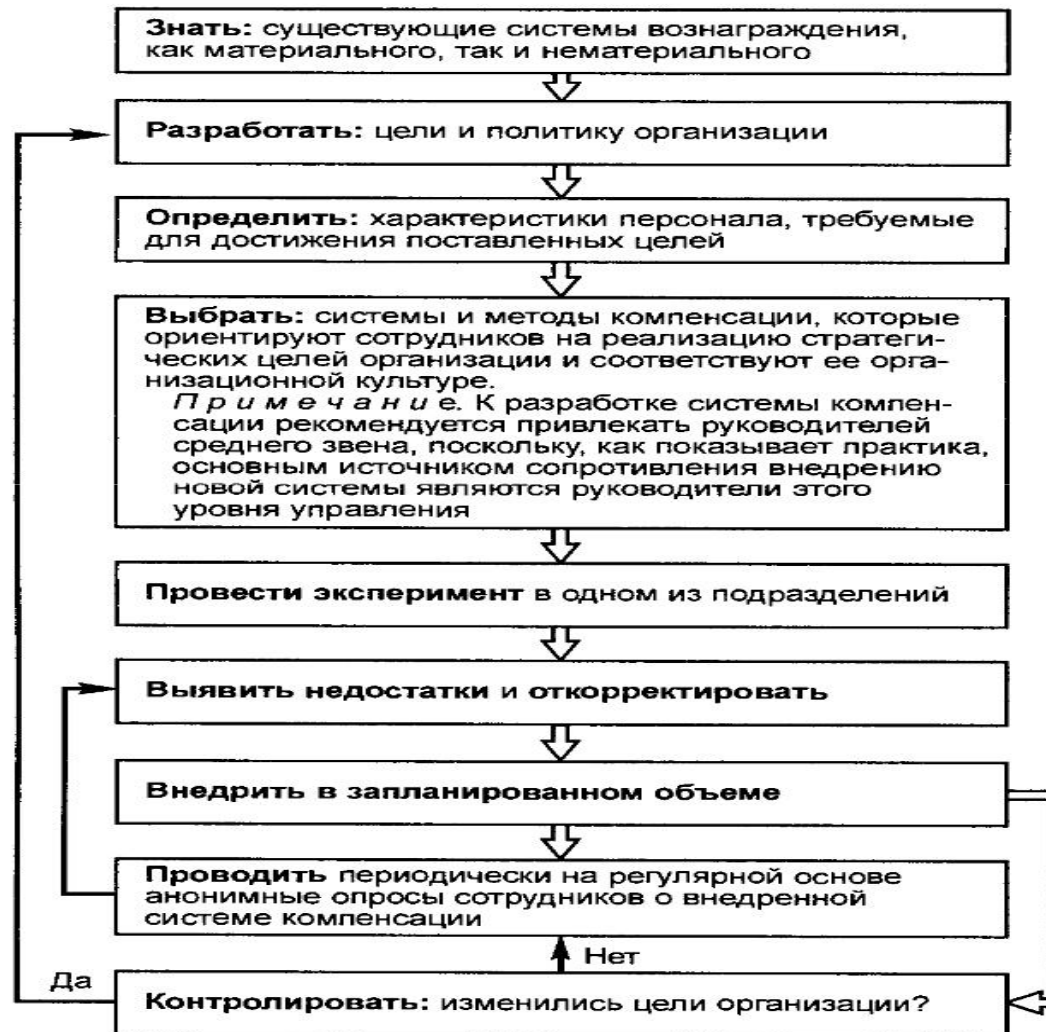 Знать: существующие системы вознаграждения,
как материального, так и нематериального
Разработать: цели и политику организации
Определить: характеристики персонала, требуемые
для достижения поставленных целей
Выбрать: системы и методы компенсации, которые
ориентируют сотрудников на реализацию стратеги-
ческих целей организации и соответствуют ее орга-
низационной культуре.
Примечание. К разработке системы компен-
сации рекомендуется привлекать руководителей
среднего звена, поскольку, как показывает практика,
основным источником сопротивления внедрению
новой системы являются руководители этого
уровня управления
Провести эксперимент в одном из подразделений
Выявить недостатки и откорректировать
Внедрить в запланированном объеме
Проводить периодически на регулярной основе
анонимные опросы сотрудников о внедренной
системе компенсации
Нет
Да
Контролировать: изменились цели организации?